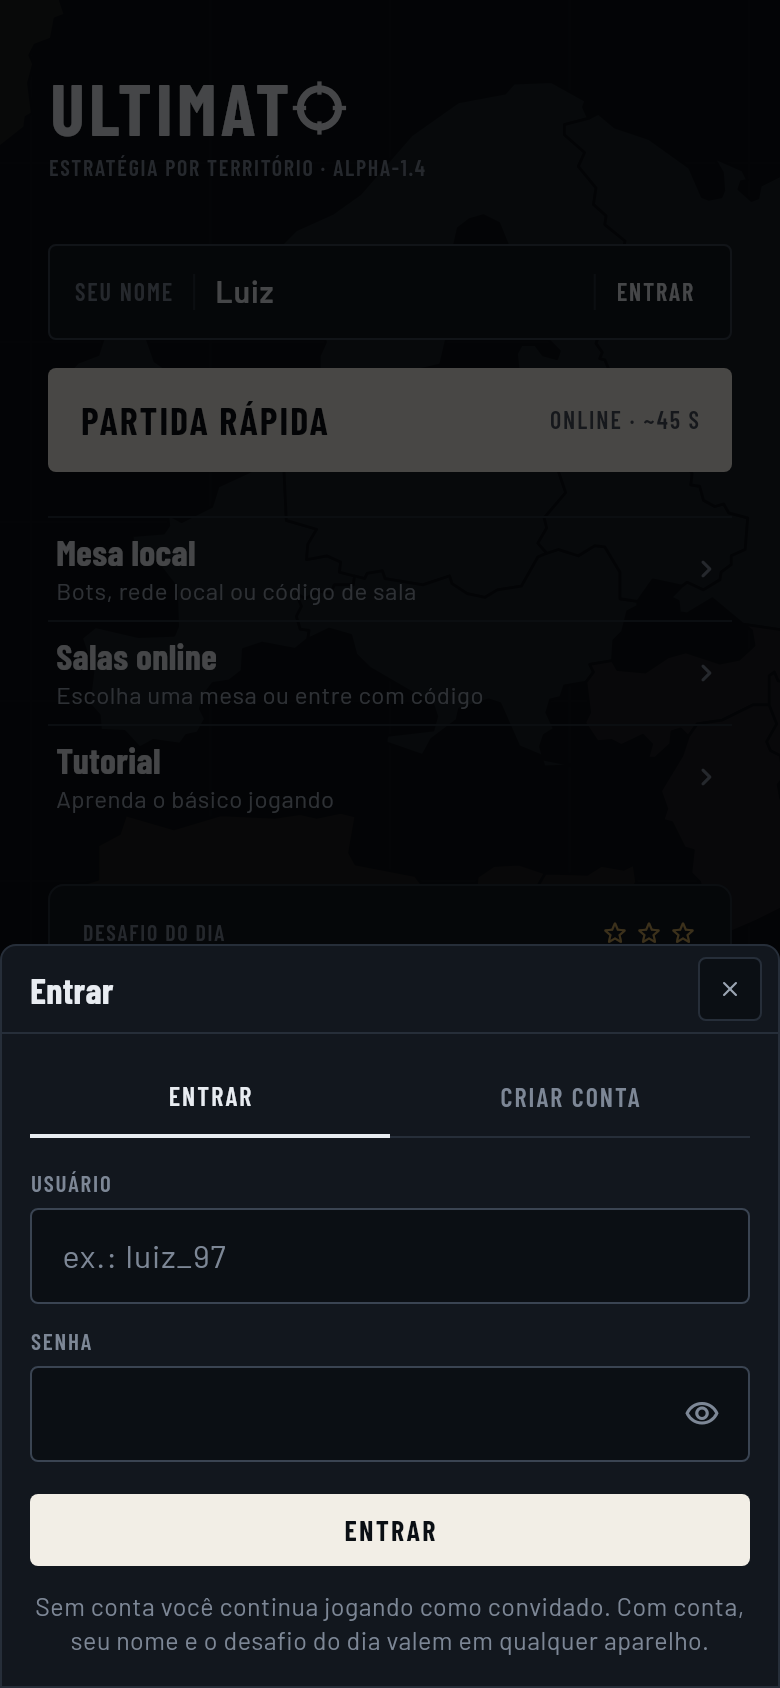 ULTIMATO
ESTRATÉGIA POR TERRITÓRIO · ALPHA-1.4
SEU NOME Luiz ENTRAR
PARTIDA RÁPIDA ONLINE · ~45 S
Mesa local
Bots, rede local ou código de sala
Salas online
Escolha uma mesa ou entre com código
Tutorial
Aprenda o básico jogando
DESAFIO DO DIA
Entrar
ENTRAR CRIAR CONTA
USUÁRIO
ex.: luiz_97
SENHA
ENTRAR
Sem conta você continua jogando como convidado. Com conta,
seu nome e o desafio do dia valem em qualquer aparelho.